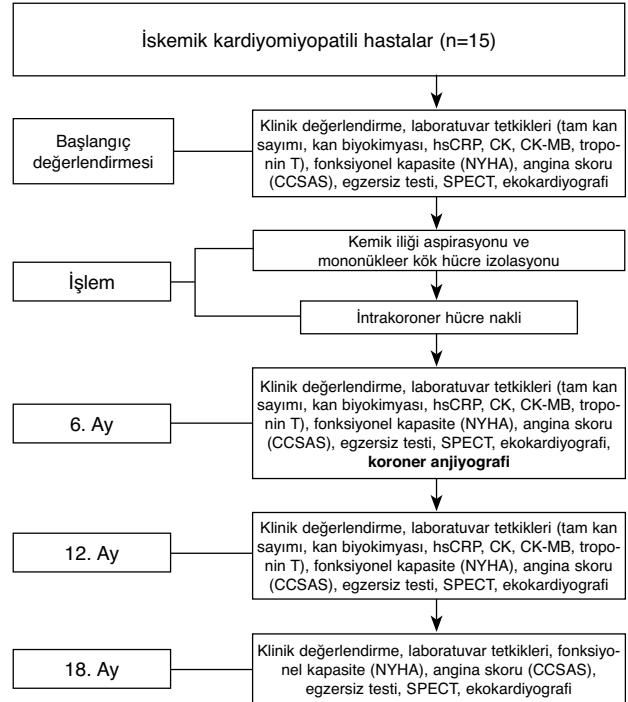 İskemik kardiyomiyopatili hastalar (n=15)
Başlangıç
değerlendirmesi
Klinik değerlendirme, laboratuvar tetkikleri (tam kan
sayımı, kan biyokimyası, hsCRP, CK, CK-MB, tropo-
nin T), fonksiyonel kapasite (NYHA), angina skoru
(CCSAS), egzersiz testi, SPECT, ekokardiyografi
İşlem
Kemik iliği aspirasyonu ve
mononükleer kök hücre izolasyonu
İntrakoroner hücre nakli
6. Ay
Klinik değerlendirme, laboratuvar tetkikleri (tam kan
sayımı, kan biyokimyası, hsCRP, CK, CK-MB, tropo-
nin T), fonksiyonel kapasite (NYHA), angina skoru
(CCSAS), egzersiz testi, SPECT, ekokardiyografi,
koroner anjiyografi
12. Ay
Klinik değerlendirme, laboratuvar tetkikleri (tam kan
sayımı, kan biyokimyası, hsCRP, CK, CK-MB, tropo-
nin T), fonksiyonel kapasite (NYHA), angina skoru
(CCSAS), egzersiz testi, SPECT, ekokardiyografi
18. Ay
Klinik değerlendirme, laboratuvar tetkikleri, fonksiyo-
nel kapasite (NYHA), angina skoru (CCSAS),
egzersiz testi, SPECT, ekokardiyografi